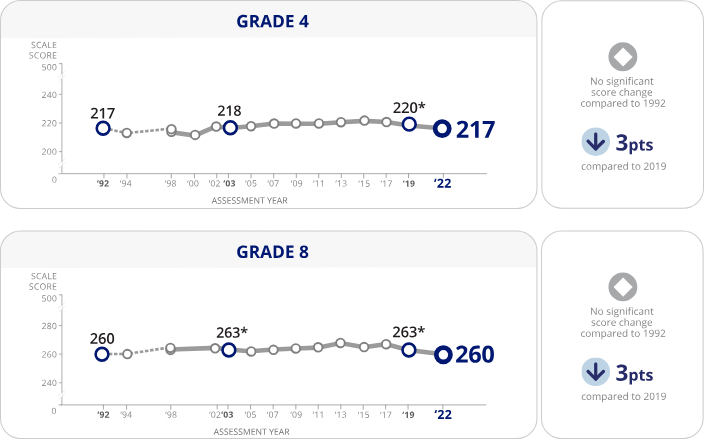 GRADE 4
SCALE
SCORE
500
240
220
200
0
217
218
220*
217
'92 '94 '98 '00 '02 '03 '05 '07 '09 '11 '13 '15 '17 '19 '22
ASSESSMENT YEAR
No significant
score change
compared to 1992
3pts
compared to 2019
GRADE 8
SCALE
SCORE
500
280
260
240
0
260
263*
263*
260
'92 '94 '98 '02 '03 '05 '07 '09 '11 '13 '15 '17 '19 '22
ASSESSMENT YEAR
No significant
score change
compared to 1992
3pts
compared to 2019